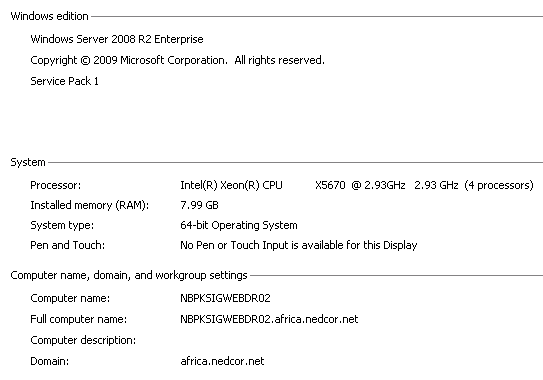 Windows edition
Windows Server 2008 R2 Enterprise
Copyright © 2009 Microsoft Corporation.  All rights reserved.
Service Pack 1
System
Processor: Intel(R) Xeon(R) CPU X5670 @ 2.93GHz 2.93 GHz (4 processors)
Installed memory (RAM): 7.99 GB
System type: 64-bit Operating System
Pen and Touch: No Pen or Touch Input is available for this Display
Computer name, domain, and workgroup settings
Computer name: NBPKSIGWEBDR02
Full computer name: NBPKSIGWEBDR02.africa.nedcor.net
Computer description:
Domain: africa.nedcor.net